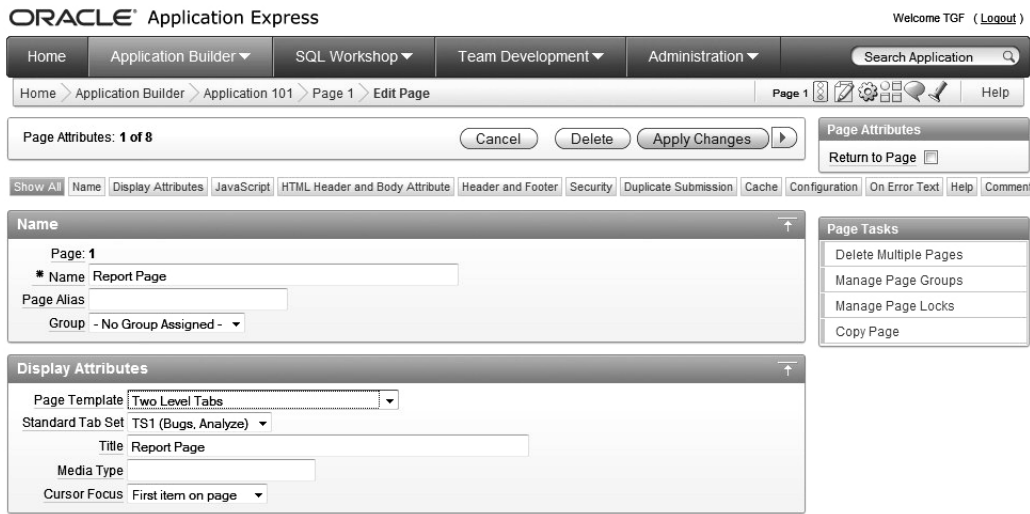 ORACLE Application Express
Welcome TGF ( Logout )
Home Application Builder SQL Workshop Team Development Administration Search Application
Home Application Builder Application 101 Page 1 Edit Page Page 1 Help
Page Attributes: 1 of 8 Cancel Delete Apply Changes
Page Attributes
Return to Page
Show All Name Display Attributes JavaScript HTML Header and Body Attribute Header and Footer Security Duplicate Submission Cache Configuration On Error Text Help Commen
Name
Page: 1
* Name Report Page
Page Alias
Group - No Group Assigned -
Page Tasks
Delete Multiple Pages
Manage Page Groups
Manage Page Locks
Copy Page
Display Attributes
Page Template Two Level Tabs
Standard Tab Set TS1 (Bugs, Analyze)
Title Report Page
Media Type
Cursor Focus First item on page